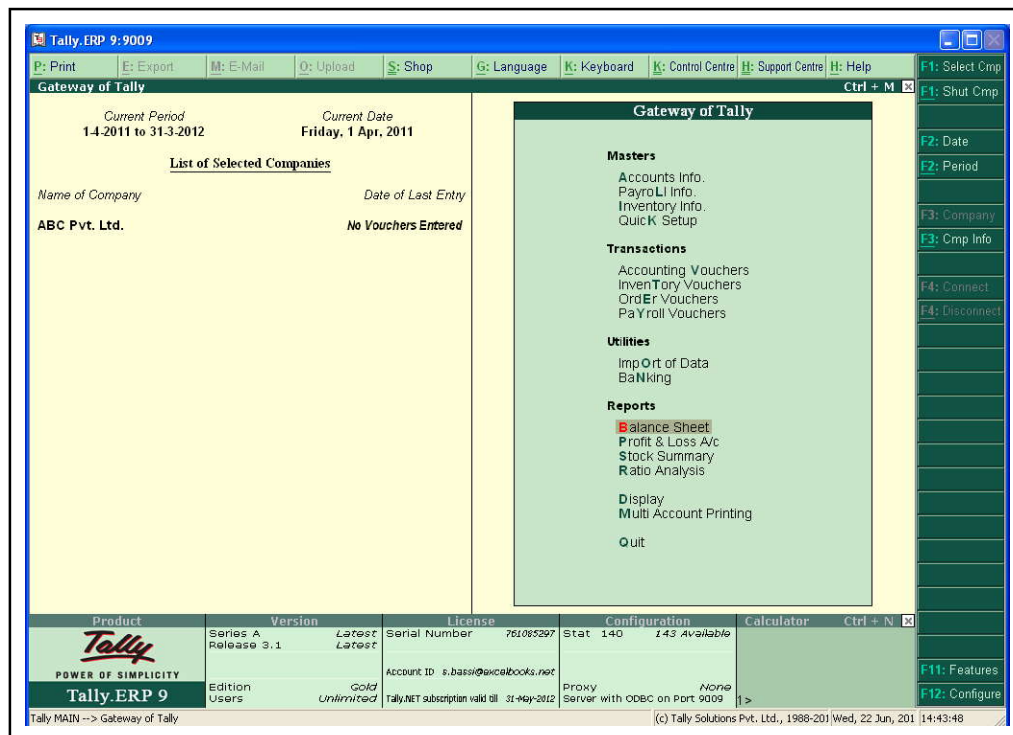 Tally.ERP 9:9009
P: Print E: Export M: E-Mail O: Upload S: Shop G: Language K: Keyboard K: Control Centre H: Support Centre H: Help
Gateway of Tally Ctrl + M
Current Period Current Date
1-4-2011 to 31-3-2012 Friday, 1 Apr, 2011
List of Selected Companies
Name of Company Date of Last Entry
ABC Pvt. Ltd. No Vouchers Entered
Gateway of Tally
Masters
Accounts Info.
PayroLl Info.
Inventory Info.
QuicK Setup
Transactions
Accounting Vouchers
InvenTory Vouchers
OrdEr Vouchers
PaYroll Vouchers
Utilities
ImpOrt of Data
BaNking
Reports
Balance Sheet
Profit & Loss A/c
Stock Summary
Ratio Analysis
Display
Multi Account Printing
Quit
F1: Select Cmp
F1: Shut Cmp
F2: Date
F2: Period
F3: Company
F3: Cmp Info
F4: Connect
F4: Disconnect
F11: Features
F12: Configure
Product
Tally
POWER OF SIMPLICITY
Tally.ERP 9
Version
Series A Latest
Release 3.1 Latest
Edition Gold
Users Unlimited
License
Serial Number 761085297
Account ID s.bassi@excelbooks.net
Tally.NET subscription valid till 31-May-2012
Configuration
Stat 140 143 Available
Proxy None
Server with ODBC on Port 9009
Calculator Ctrl + N
1>
Tally MAIN --> Gateway of Tally (c) Tally Solutions Pvt. Ltd., 1988-201 Wed, 22 Jun, 201 14:43:48